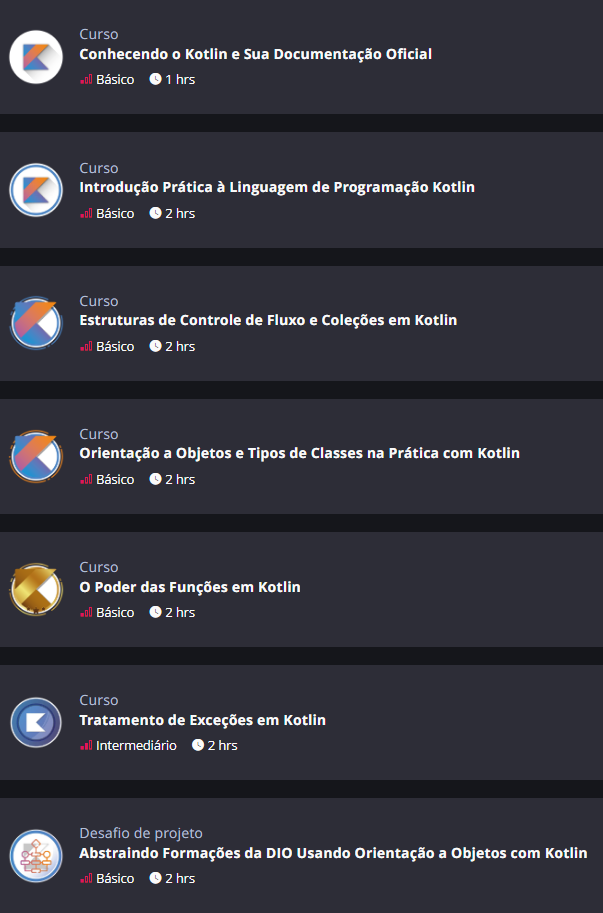 Curso
Conhecendo o Kotlin e Sua Documentação Oficial
Básico 1 hrs
Curso
Introdução Prática à Linguagem de Programação Kotlin
Básico 2 hrs
Curso
Estruturas de Controle de Fluxo e Coleções em Kotlin
Básico 2 hrs
Curso
Orientação a Objetos e Tipos de Classes na Prática com Kotlin
Básico 2 hrs
Curso
O Poder das Funções em Kotlin
Básico 2 hrs
Curso
Tratamento de Exceções em Kotlin
Intermediário 2 hrs
Desafio de projeto
Abstraindo Formações da DIO Usando Orientação a Objetos com Kotlin
Básico 2 hrs